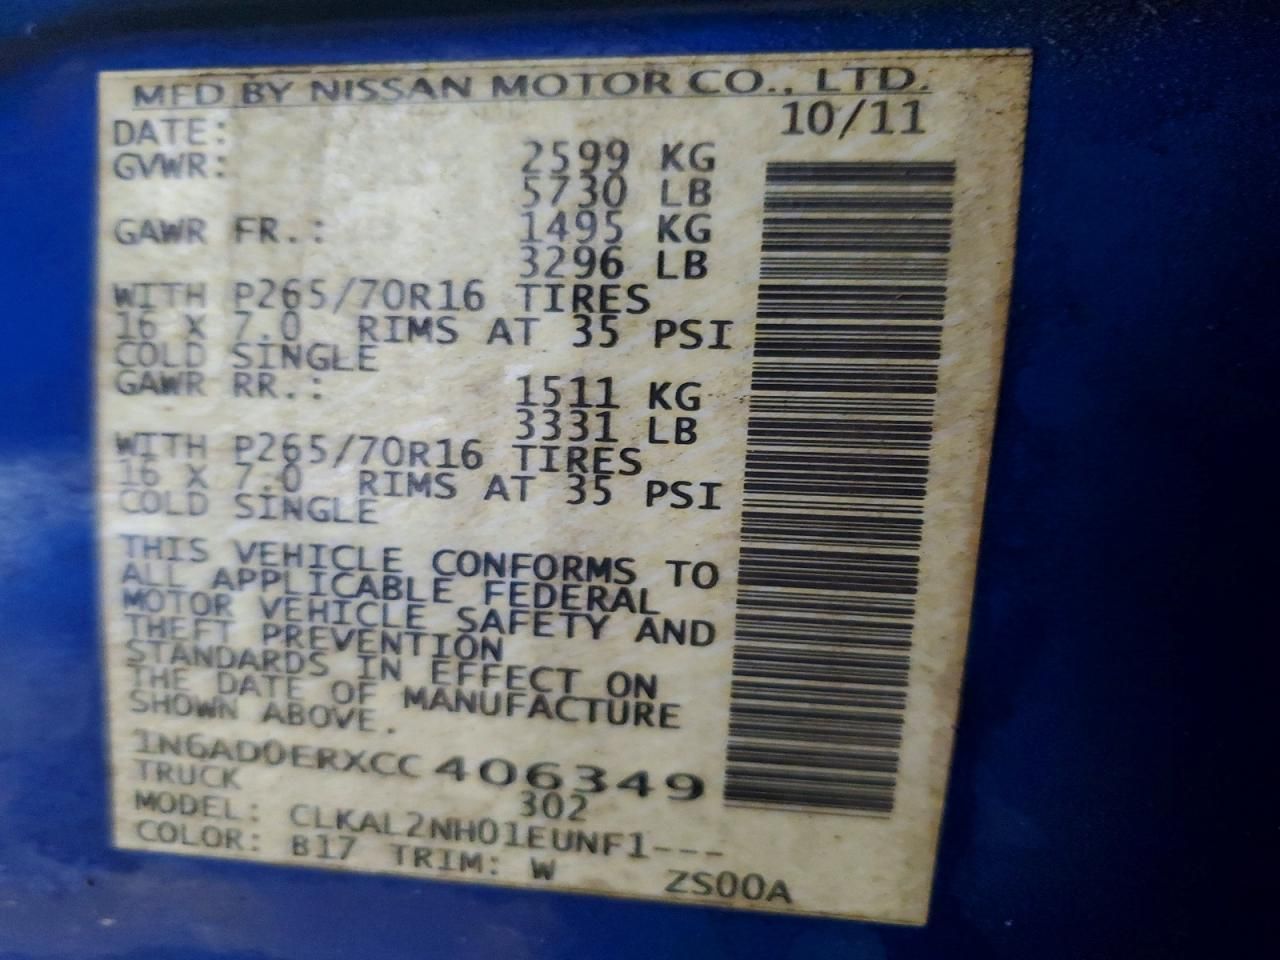 MFD BY NISSAN MOTOR CO., LTD.
DATE: 10/11
GVWR: 2599 KG
5730 LB
GAWR FR.: 1495 KG
3296 LB
WITH P265/70R16 TIRES
16 X 7.0 RIMS AT 35 PSI
COLD SINGLE
GAWR RR.: 1511 KG
3331 LB
WITH P265/70R16 TIRES
16 X 7.0 RIMS AT 35 PSI
COLD SINGLE
THIS VEHICLE CONFORMS TO
ALL APPLICABLE FEDERAL
MOTOR VEHICLE SAFETY AND
THEFT PREVENTION
STANDARDS IN EFFECT ON
THE DATE OF MANUFACTURE
SHOWN ABOVE.
1N6AD0ERXCC406349
TRUCK 302
MODEL: CLKAL2NH01EUNF1---
COLOR: B17 TRIM: W ZS00A